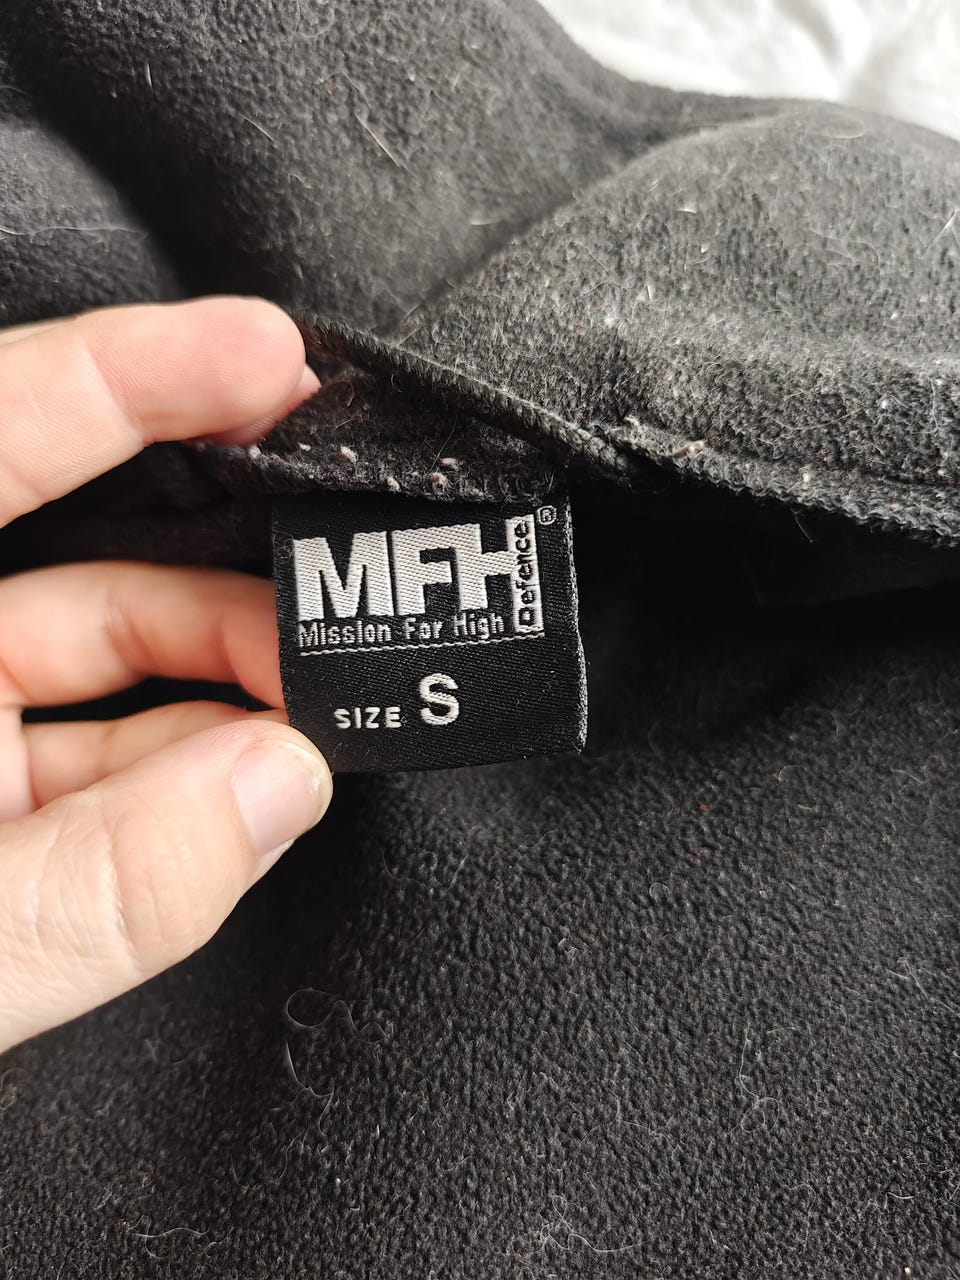 MFH Defence®
Mission For High
SIZE S